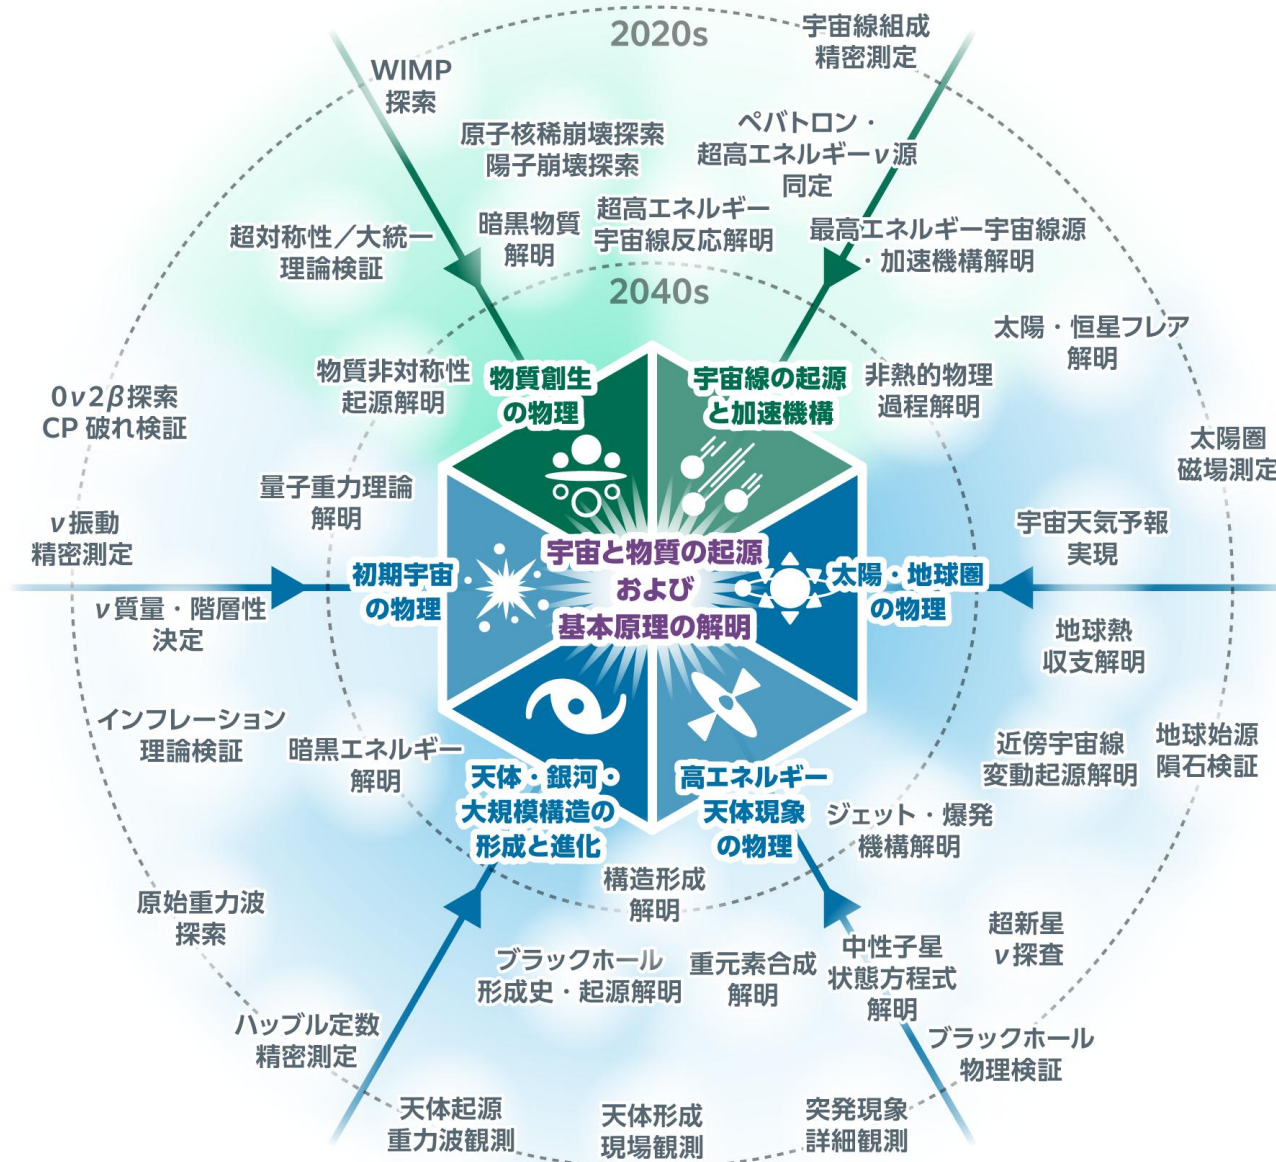 2020s
宇宙線組成
精密測定
WIMP
探索
原子核稀崩壊探索
陽子崩壊探索
ペバトロン・
超高エネルギーν源
同定
超対称性／大統一
理論検証
暗黒物質
解明
超高エネルギー
宇宙線反応解明
最高エネルギー宇宙線源
・加速機構解明
2040s
太陽・恒星フレア
解明
物質非対称性
起源解明
物質創生
の物理
宇宙線の起源
と加速機構
非熱的物理
過程解明
0ν2β探索
CP 破れ検証
太陽圏
磁場測定
量子重力理論
解明
ν振動
精密測定
宇宙天気予報
実現
初期宇宙
の物理
宇宙と物質の起源
および
基本原理の解明
太陽・地球圏
の物理
ν質量・階層性
決定
地球熱
収支解明
インフレーション
理論検証
暗黒エネルギー
解明
近傍宇宙線
変動起源解明
地球始源
隕石検証
天体・銀河・
大規模構造の
形成と進化
高エネルギー
天体現象
の物理
ジェット・爆発
機構解明
構造形成
解明
原始重力波
探索
ブラックホール
形成史・起源解明
重元素合成
解明
中性子星
状態方程式
解明
超新星
ν探査
ハッブル定数
精密測定
ブラックホール
物理検証
天体起源
重力波観測
天体形成
現場観測
突発現象
詳細観測